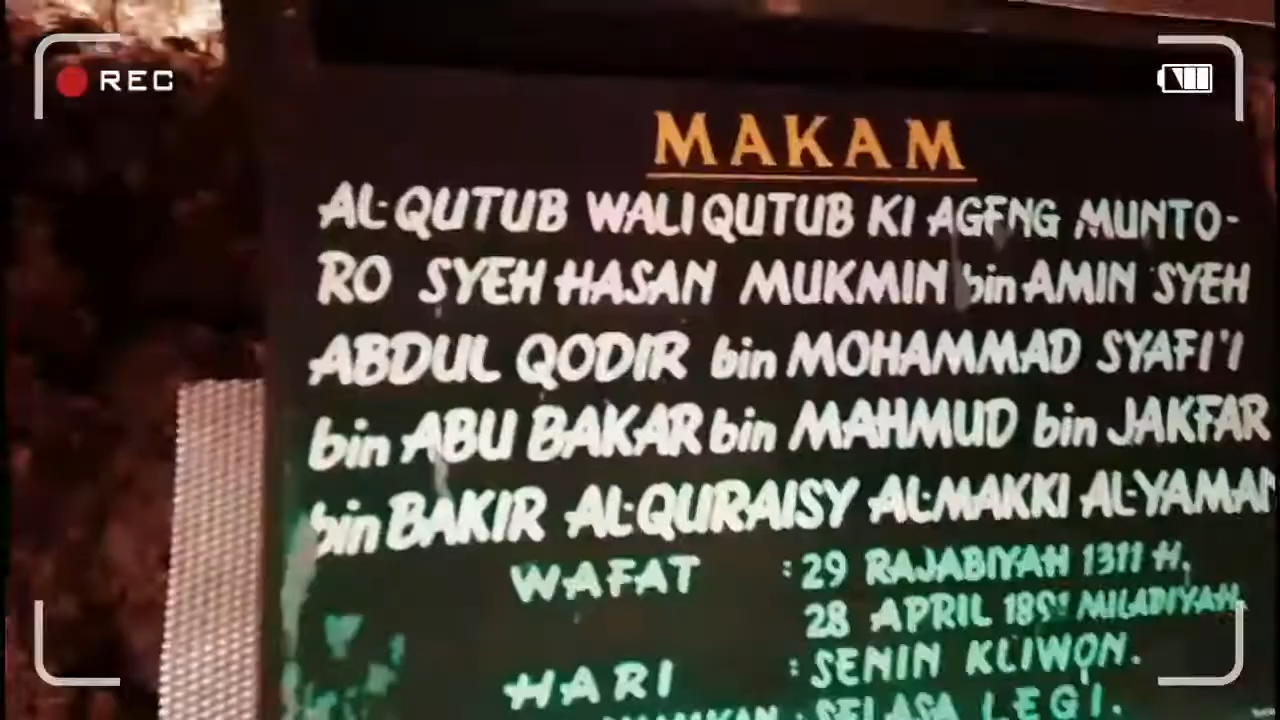 REC
MAKAM
AL-QUTUB WALI QUTUB KI AGENG MUNTO-
RO SYEH HASAN MUKMIN bin AMIN SYEH
ABDUL QODIR bin MOHAMMAD SYAFI'I
bin ABU BAKAR bin MAHMUD bin JAKFAR
bin BAKIR AL-QURAISY AL-MAKKI AL-YAMANI
WAFAT : 29 RAJABIYAH 1311 H.
28 APRIL MILADIYAH.
HARI : SENIN KLIWON.
: SELASA LEGI.